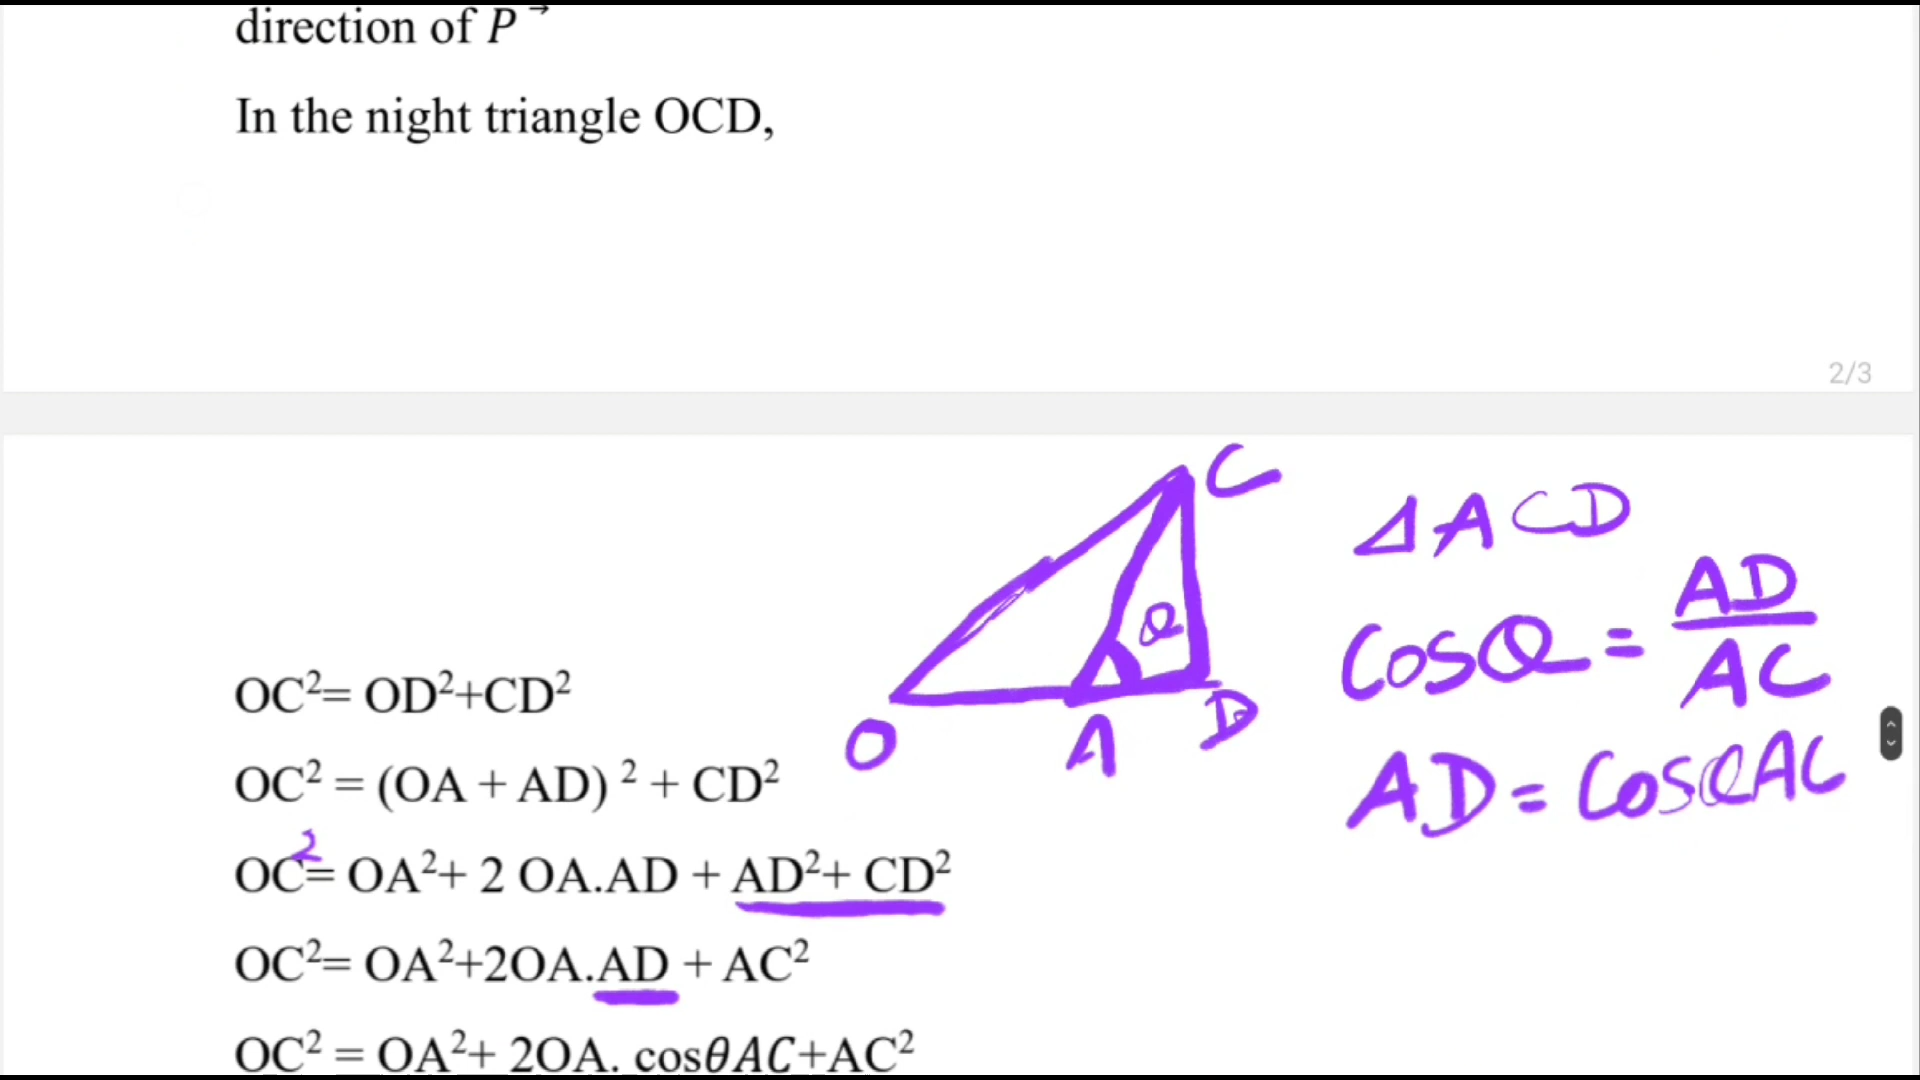 direction of P→
In the night triangle OCD,
2/3
C
θ
O
A
D
ΔACD
Cosθ = AD/AC
AD = CosθAC
OC²= OD²+CD²
OC² = (OA + AD) ² + CD²
OC²= OA²+ 2 OA.AD + AD²+ CD²
OC²= OA²+2OA.AD + AC²
OC² = OA²+ 2OA. cosθAC+AC²